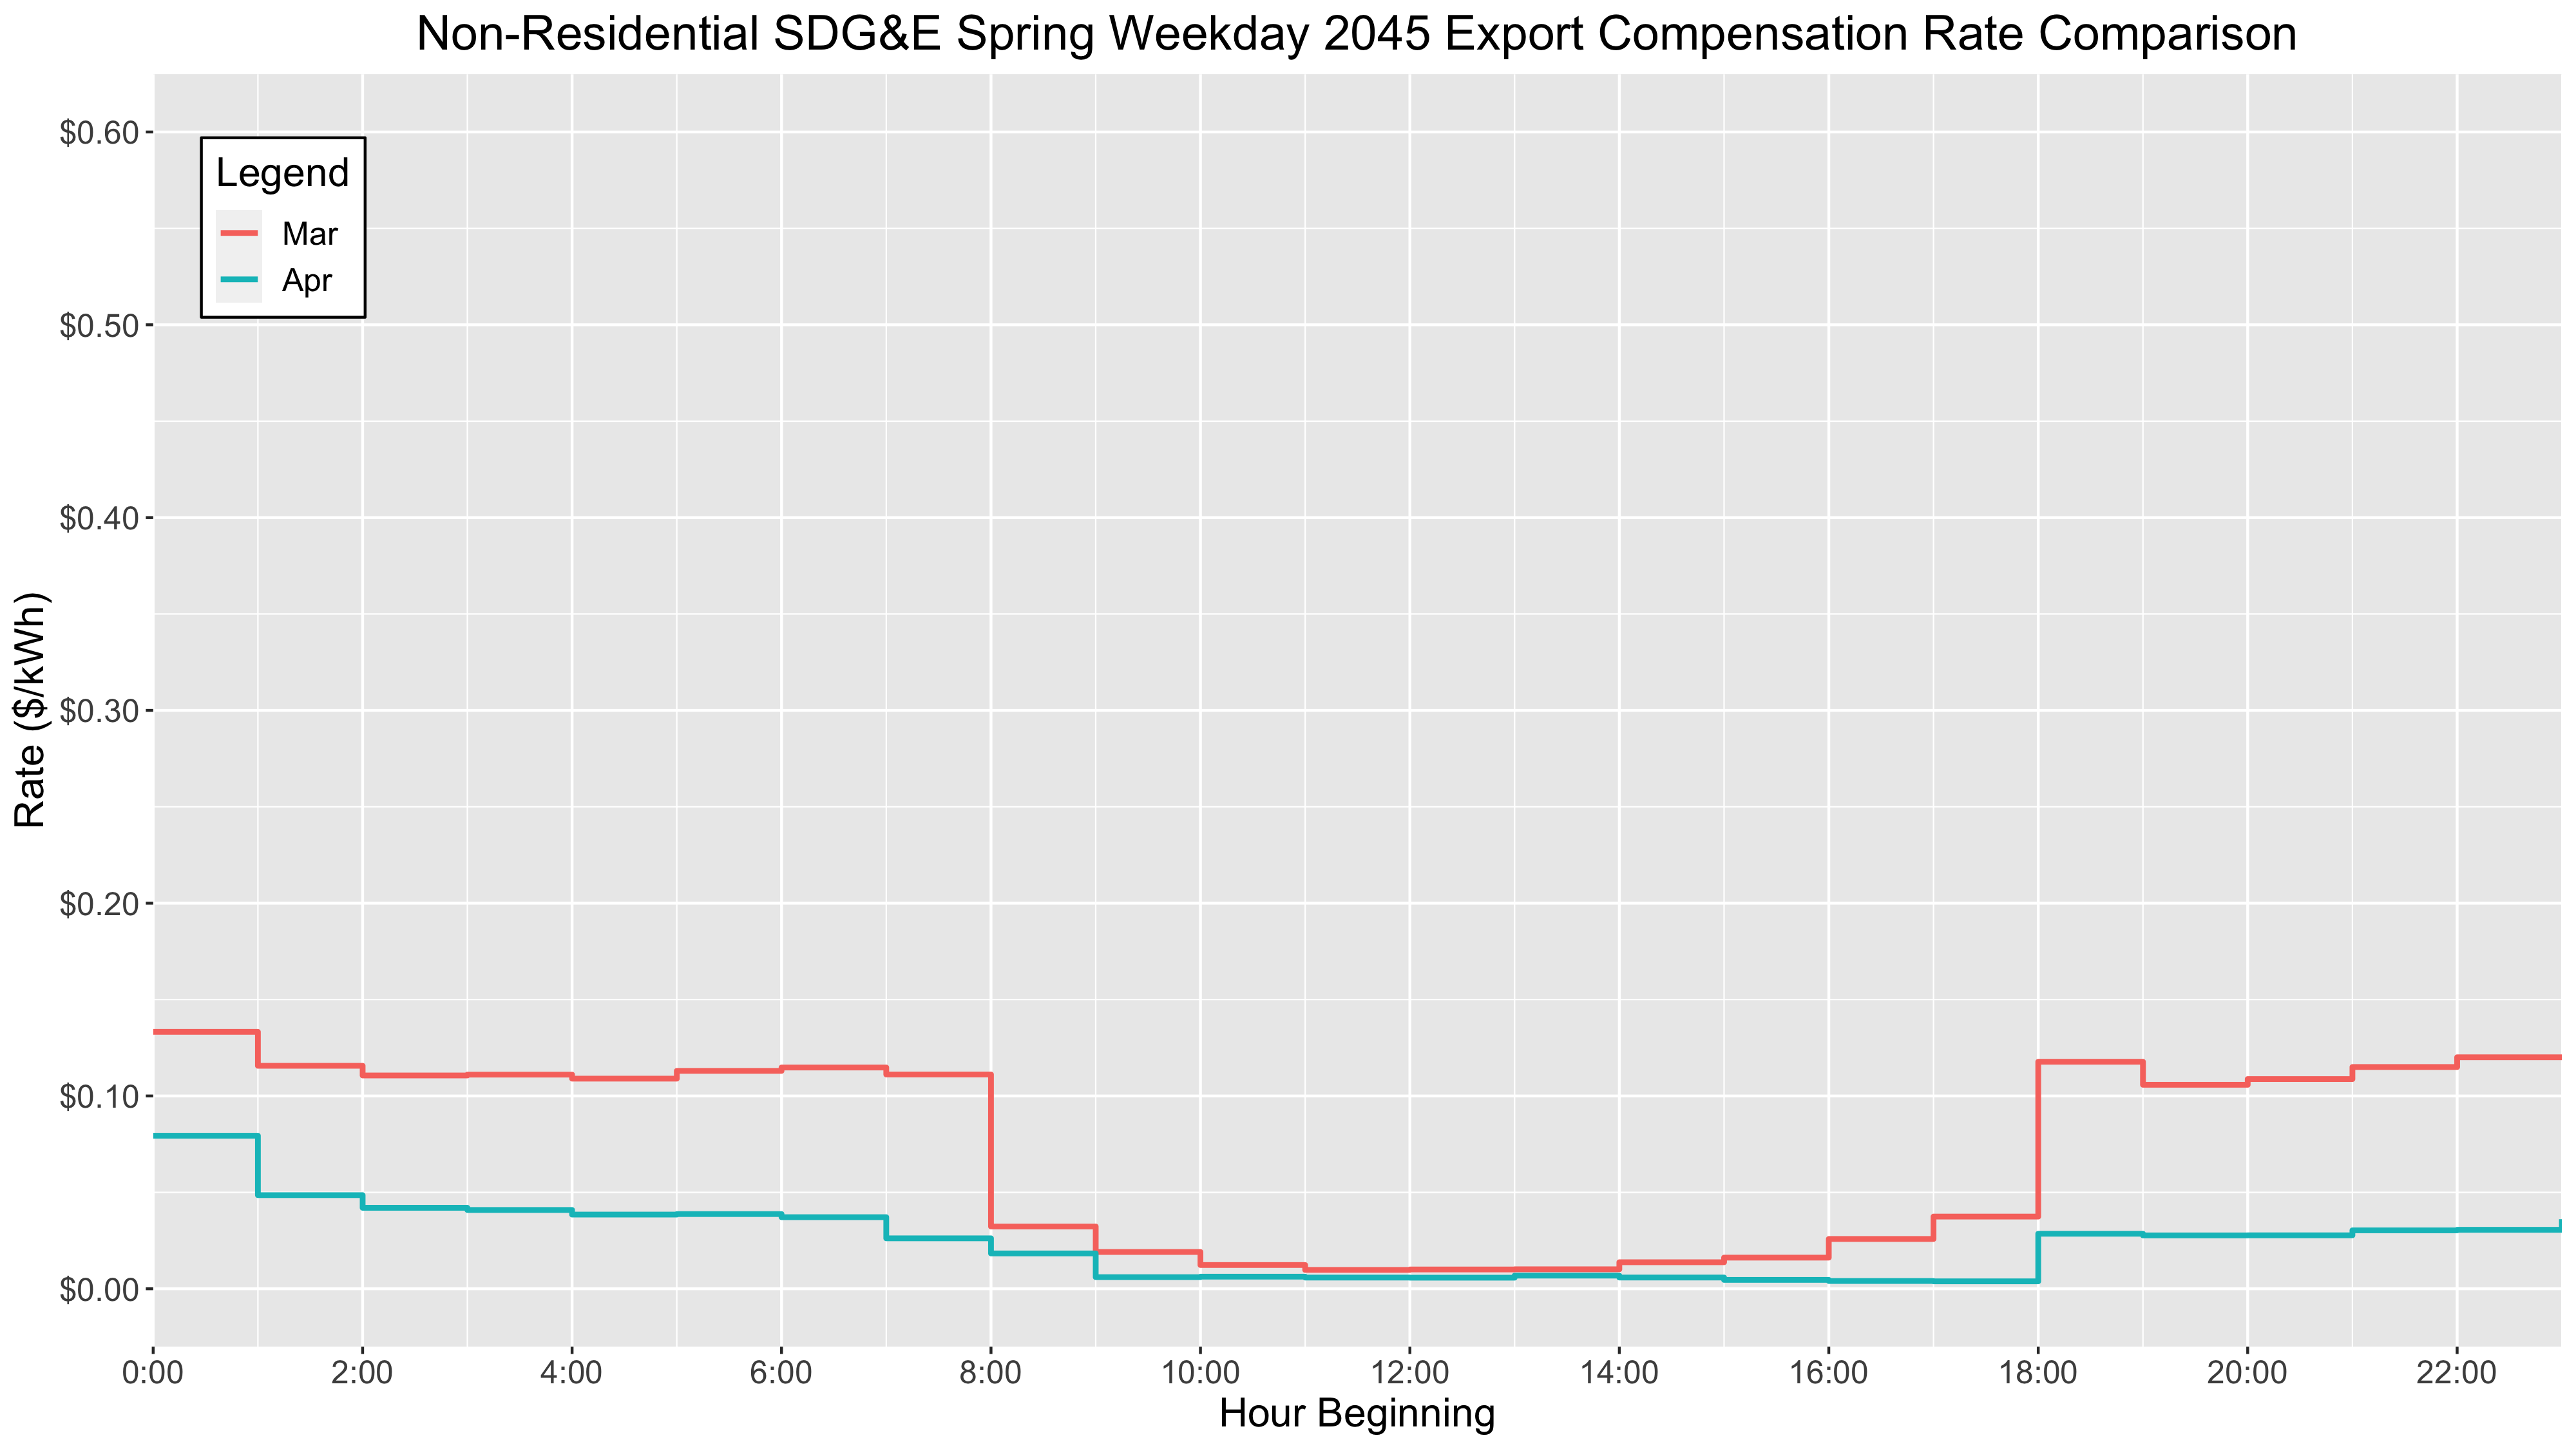 Non-Residential SDG&E Spring Weekday 2045 Export Compensation Rate Comparison
$0.60
Legend
Mar
Apr
$0.50
$0.40
$0.30
$0.20
$0.10
$0.00
Rate ($/kWh)
0:00 2:00 4:00 6:00 8:00 10:00 12:00 14:00 16:00 18:00 20:00 22:00
Hour Beginning